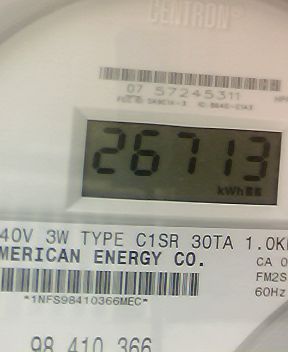 CENTRON
07 57245311
26713
kWh
40V 3W TYPE C1SR 30TA 1.0K
MERICAN ENERGY CO.
CA 0
FM2S
60Hz
*1NFS98410366MEC*
98 410 366